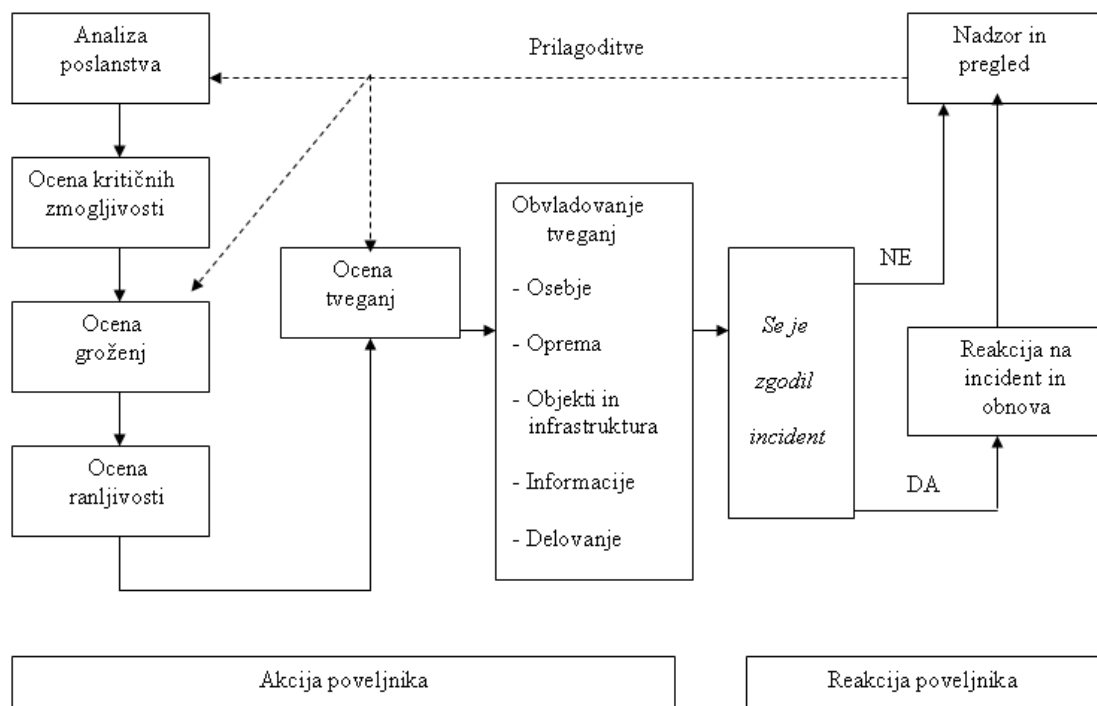 Analiza
poslanstva
Prilagoditve
Nadzor in
pregled
Ocena kritičnih
zmogljivosti
Ocena
groženj
Ocena
ranljivosti
Ocena
tveganj
Obvladovanje
tveganj
- Osebje
- Oprema
- Objekti in
infrastruktura
- Informacije
- Delovanje
Se je
zgodil
incident
NE
DA
Reakcija na
incident in
obnova
Akcija poveljnika
Reakcija poveljnika